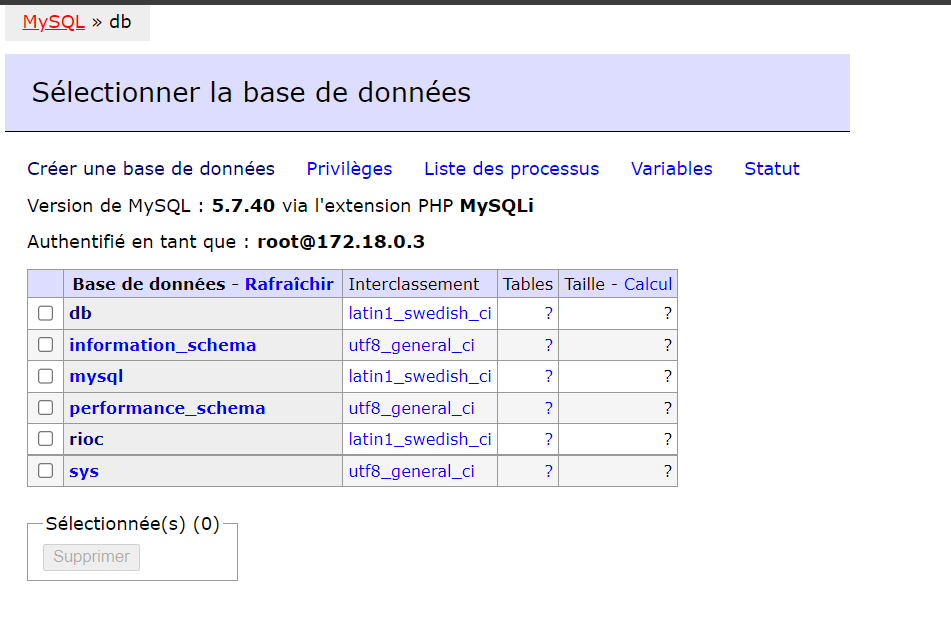 MySQL » db
Sélectionner la base de données
Créer une base de données Privilèges Liste des processus Variables Statut
Version de MySQL : 5.7.40 via l'extension PHP MySQLi
Authentifié en tant que : root@172.18.0.3
Base de données - Rafraîchir Interclassement Tables Taille - Calcul
db latin1_swedish_ci ? ?
information_schema utf8_general_ci ? ?
mysql latin1_swedish_ci ? ?
performance_schema utf8_general_ci ? ?
rioc latin1_swedish_ci ? ?
sys utf8_general_ci ? ?
Sélectionnée(s) (0)
Supprimer